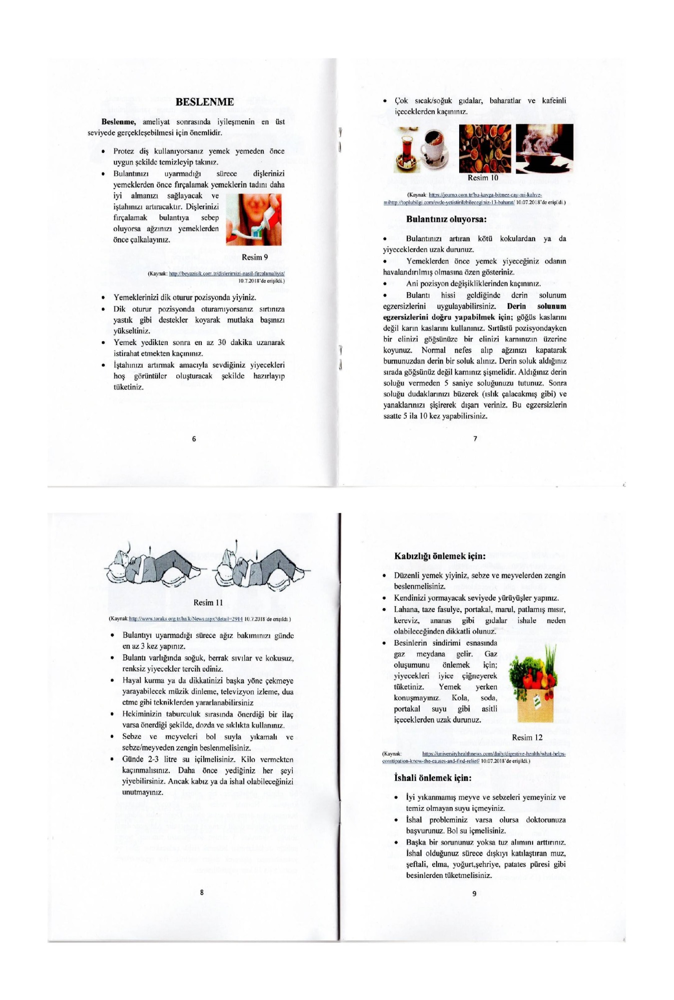 BESLENME
Beslenme, ameliyat sonrasında iyileşmenin en üst
seviyede gerçekleşebilmesi için önemlidir.
• Protez diş kullanıyorsanız yemek yemeden önce
uygun şekilde temizleyip takınız.
• Bulantınızı uyarmadığı sürece dişlerinizi
yemeklerden önce fırçalamak yemeklerin tadını daha
iyi almanızı sağlayacak ve
iştahınızı artıracaktır. Dişlerinizi
fırçalamak bulantıya sebep
oluyorsa ağzınızı yemeklerden
önce çalkalayınız.
Resim 9
(Kaynak: http://beyazisik.com.tr/dislerimizi-nasil-fircalamaliyiz/
10.7.2018'de erişildi.)
• Yemeklerinizi dik oturur pozisyonda yiyiniz.
• Dik oturur pozisyonda oturamıyorsanız sırtınıza
yastık gibi destekler koyarak mutlaka başınızı
yükseltiniz.
• Yemek yedikten sonra en az 30 dakika uzanarak
istirahat etmekten kaçınınız.
• İştahınızı artırmak amacıyla sevdiğiniz yiyecekleri
hoş görüntüler oluşturacak şekilde hazırlayıp
tüketiniz.
6
• Çok sıcak/soğuk gıdalar, baharatlar ve kafeinli
içeceklerden kaçınınız.
Resim 10
(Kaynak: https://journo.com.tr/bu-kavga-bitmez-cay-mi-kahve-
mihttp://toplubilgi.com/evde-yetistirilebileceginiz-13-baharat/ 10.07.2018'de erişildi.)
Bulantınız oluyorsa:
• Bulantınızı artıran kötü kokulardan ya da
yiyeceklerden uzak durunuz.
• Yemeklerden önce yemek yiyeceğiniz odanın
havalandırılmış olmasına özen gösteriniz.
• Ani pozisyon değişikliklerinden kaçınınız.
• Bulantı hissi geldiğinde derin solunum
egzersizlerini uygulayabilirsiniz. Derin solunum
egzersizlerini doğru yapabilmek için; göğüs kaslarını
değil karın kaslarını kullanınız. Sırtüstü pozisyondayken
bir elinizi göğsünüze bir elinizi karnınızın üzerine
koyunuz. Normal nefes alıp ağzınızı kapatarak
burnunuzdan derin bir soluk alınız. Derin soluk aldığınız
sırada göğsünüz değil karnınız şişmelidir. Aldığınız derin
soluğu vermeden 5 saniye soluğunuzu tutunuz. Sonra
soluğu dudaklarınızı büzerek (ıslık çalacakmış gibi) ve
yanaklarınızı şişirerek dışarı veriniz. Bu egzersizlerin
saatte 5 ila 10 kez yapabilirsiniz.
7
Resim 11
(Kaynak:http://www.toraks.org.tr/halk/News.aspx?detail=2914 10.7.2018'de erişildi.)
• Bulantıyı uyarmadığı sürece ağız bakımınızı günde
en az 3 kez yapınız.
• Bulantı varlığında soğuk, berrak sıvılar ve kokusuz,
renksiz yiyecekler tercih ediniz.
• Hayal kurma ya da dikkatinizi başka yöne çekmeye
yarayabilecek müzik dinleme, televizyon izleme, dua
etme gibi tekniklerden yararlanabilirsiniz
• Hekiminizin taburculuk sırasında önerdiği bir ilaç
varsa önerdiği şekilde, dozda ve sıklıkta kullanınız.
• Sebze ve meyveleri bol suyla yıkamalı ve
sebze/meyveden zengin beslenmelisiniz.
• Günde 2-3 litre su içilmelisiniz. Kilo vermekten
kaçınmalısınız. Daha önce yediğiniz her şeyi
yiyebilirsiniz. Ancak kabız ya da ishal olabileceğinizi
unutmayınız.
8
Kabızlığı önlemek için:
• Düzenli yemek yiyiniz, sebze ve meyvelerden zengin
beslenmelisiniz.
• Kendinizi yormayacak seviyede yürüyüşler yapınız.
• Lahana, taze fasulye, portakal, marul, patlamış mısır,
kereviz, ananas gibi gıdalar ishale neden
olabileceğinden dikkatli olunuz.
• Besinlerin sindirimi esnasında
gaz meydana gelir. Gaz
oluşumunu önlemek için;
yiyecekleri iyice çiğneyerek
tüketiniz. Yemek yerken
konuşmayınız. Kola, soda,
portakal suyu gibi asitli
içeceklerden uzak durunuz.
Resim 12
(Kaynak: https://universityhealthnews.com/daily/digestive-health/what-helps-
constipation-know-the-causes-and-find-relief/ 10.07.2018'de erişildi.)
İshali önlemek için:
• İyi yıkanmamış meyve ve sebzeleri yemeyiniz ve
temiz olmayan suyu içmeyiniz.
• İshal probleminiz varsa olursa doktorunuza
başvurunuz. Bol su içmelisiniz.
• Başka bir sorununuz yoksa tuz alımını arttırınız.
İshal olduğunuz sürece dışkıyı katılaştıran muz,
şeftali, elma, yoğurt,şehriye, patates püresi gibi
besinlerden tüketmelisiniz.
9